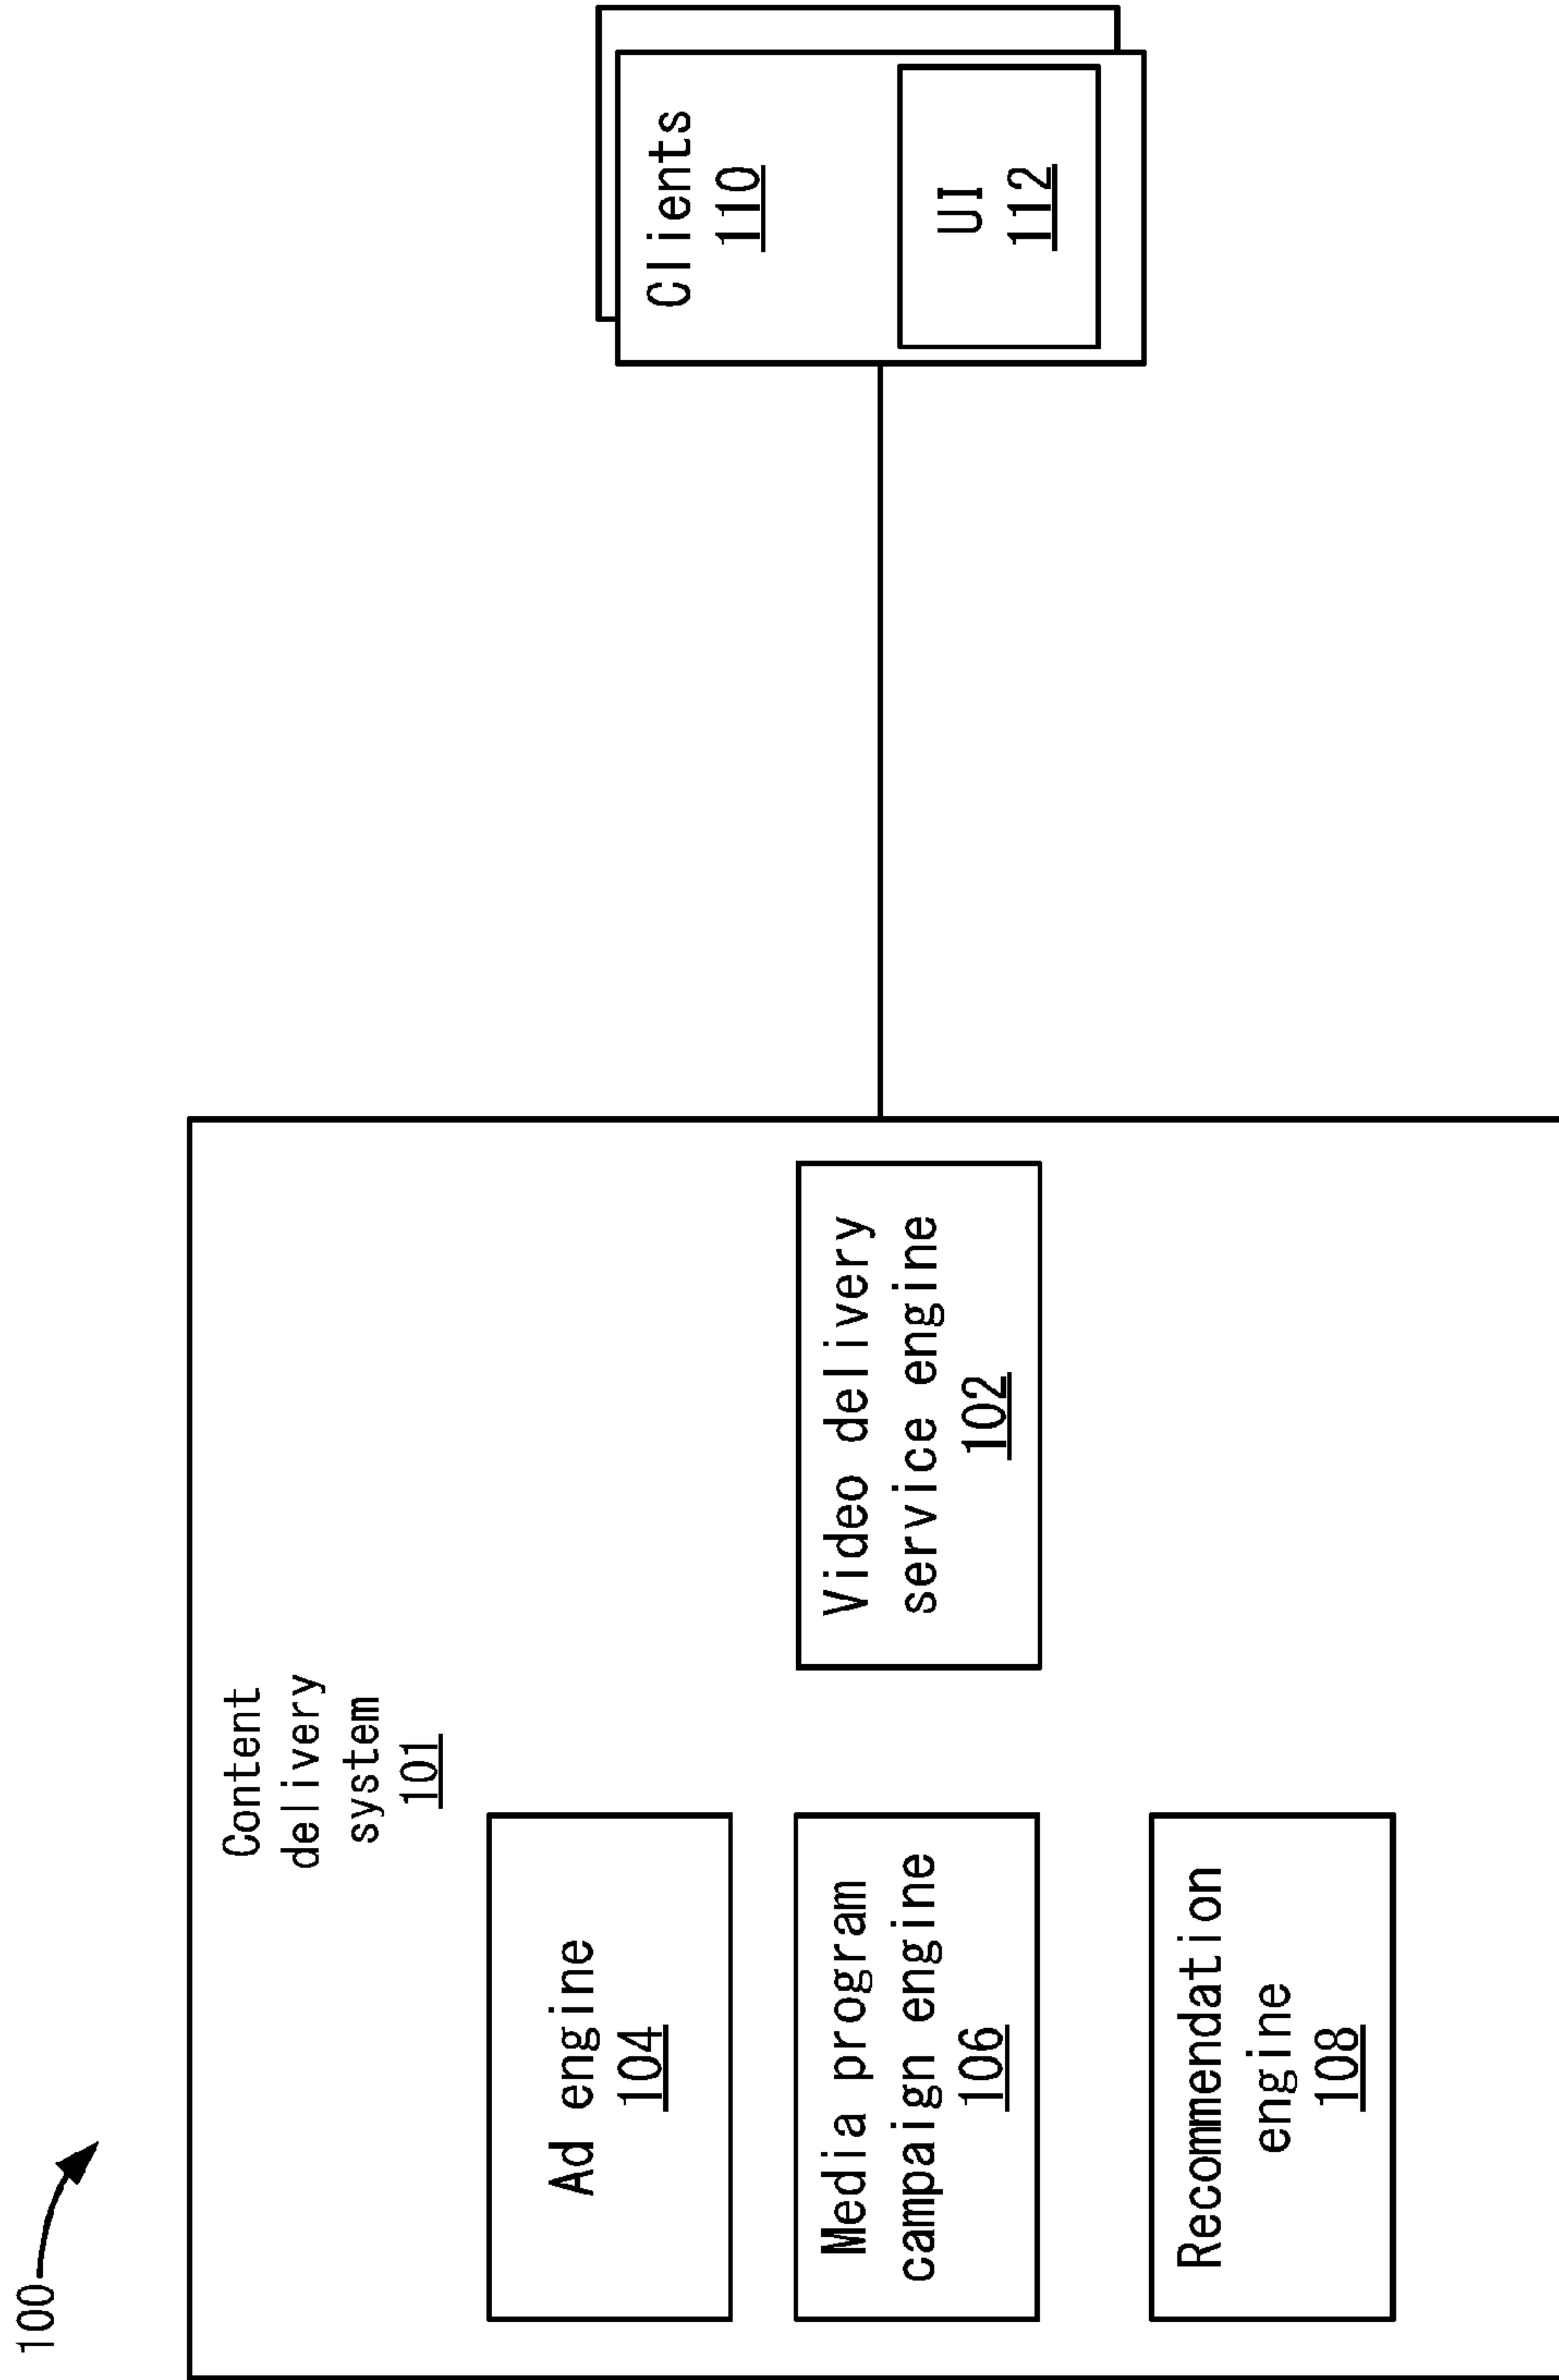 100
Content
delivery
system
101
Ad engine
104
Media program
campaign engine
106
Recommendation
engine
108
Video delivery
service engine
102
Clients
110
UI
112